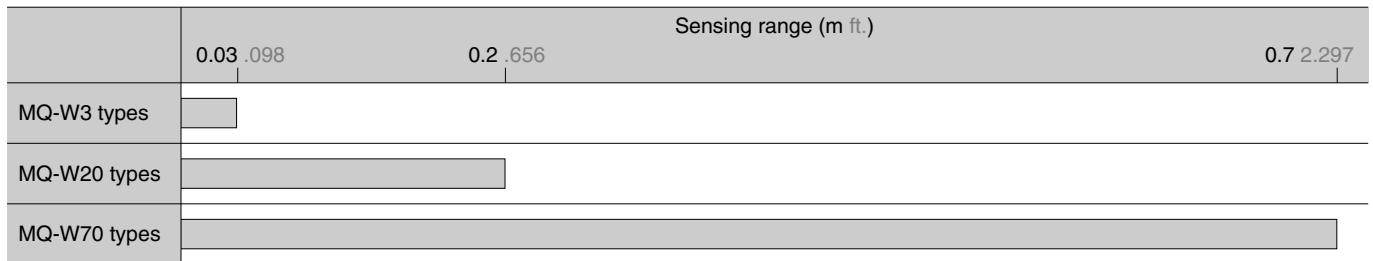 Sensing range (m ft.)
0.03 .098 0.2 .656 0.7 2.297
MQ-W3 types
MQ-W20 types
MQ-W70 types